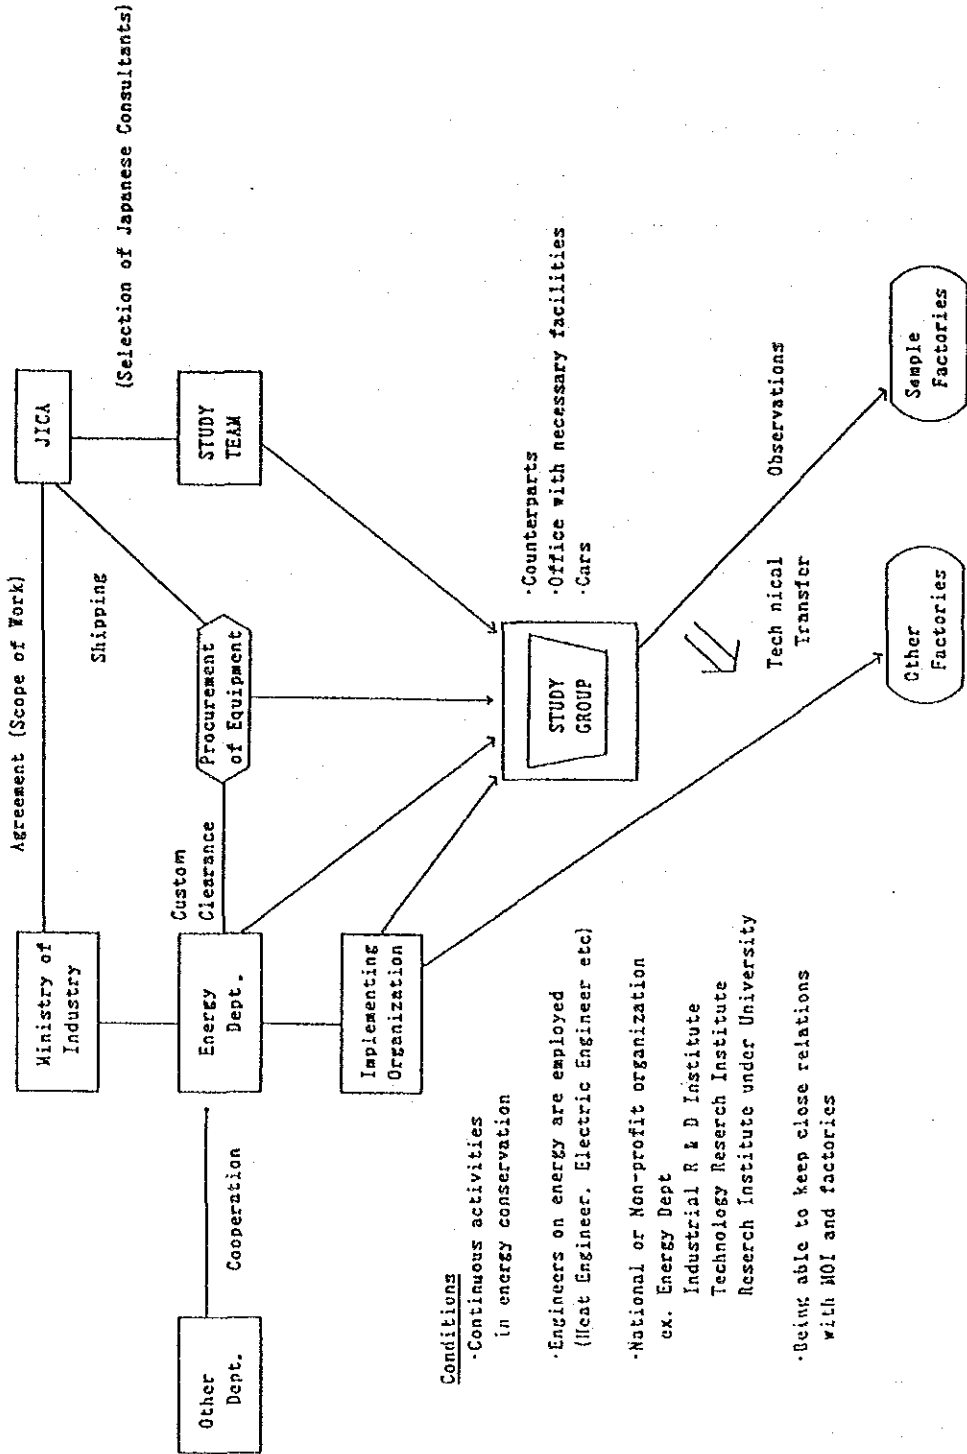 Agreement (Scope of Work)
Ministry of
Industry
JICA
(Selection of Japanese Consultants)
Shipping
Custom
Clearance
Other
Dept.
Cooperation
Energy
Dept.
Procurement
of Equipment
STUDY
TEAM
Implementing
Organization
·Counterparts
·Office with necessary facilities
·Cars
STUDY
GROUP
Conditions
·Continuous activities
in energy conservation
·Engineers on energy are employed
(Heat Engineer. Electric Engineer etc)
·National or Non-profit organization
ex. Energy Dept
Industrial R & D Institute
Technology Reserch Institute
Reserch Institute under University
·Being able to keep close relations
with MOI and factories
Observations
Tech nical
Transfer
Other
Factories
Sample
Factories